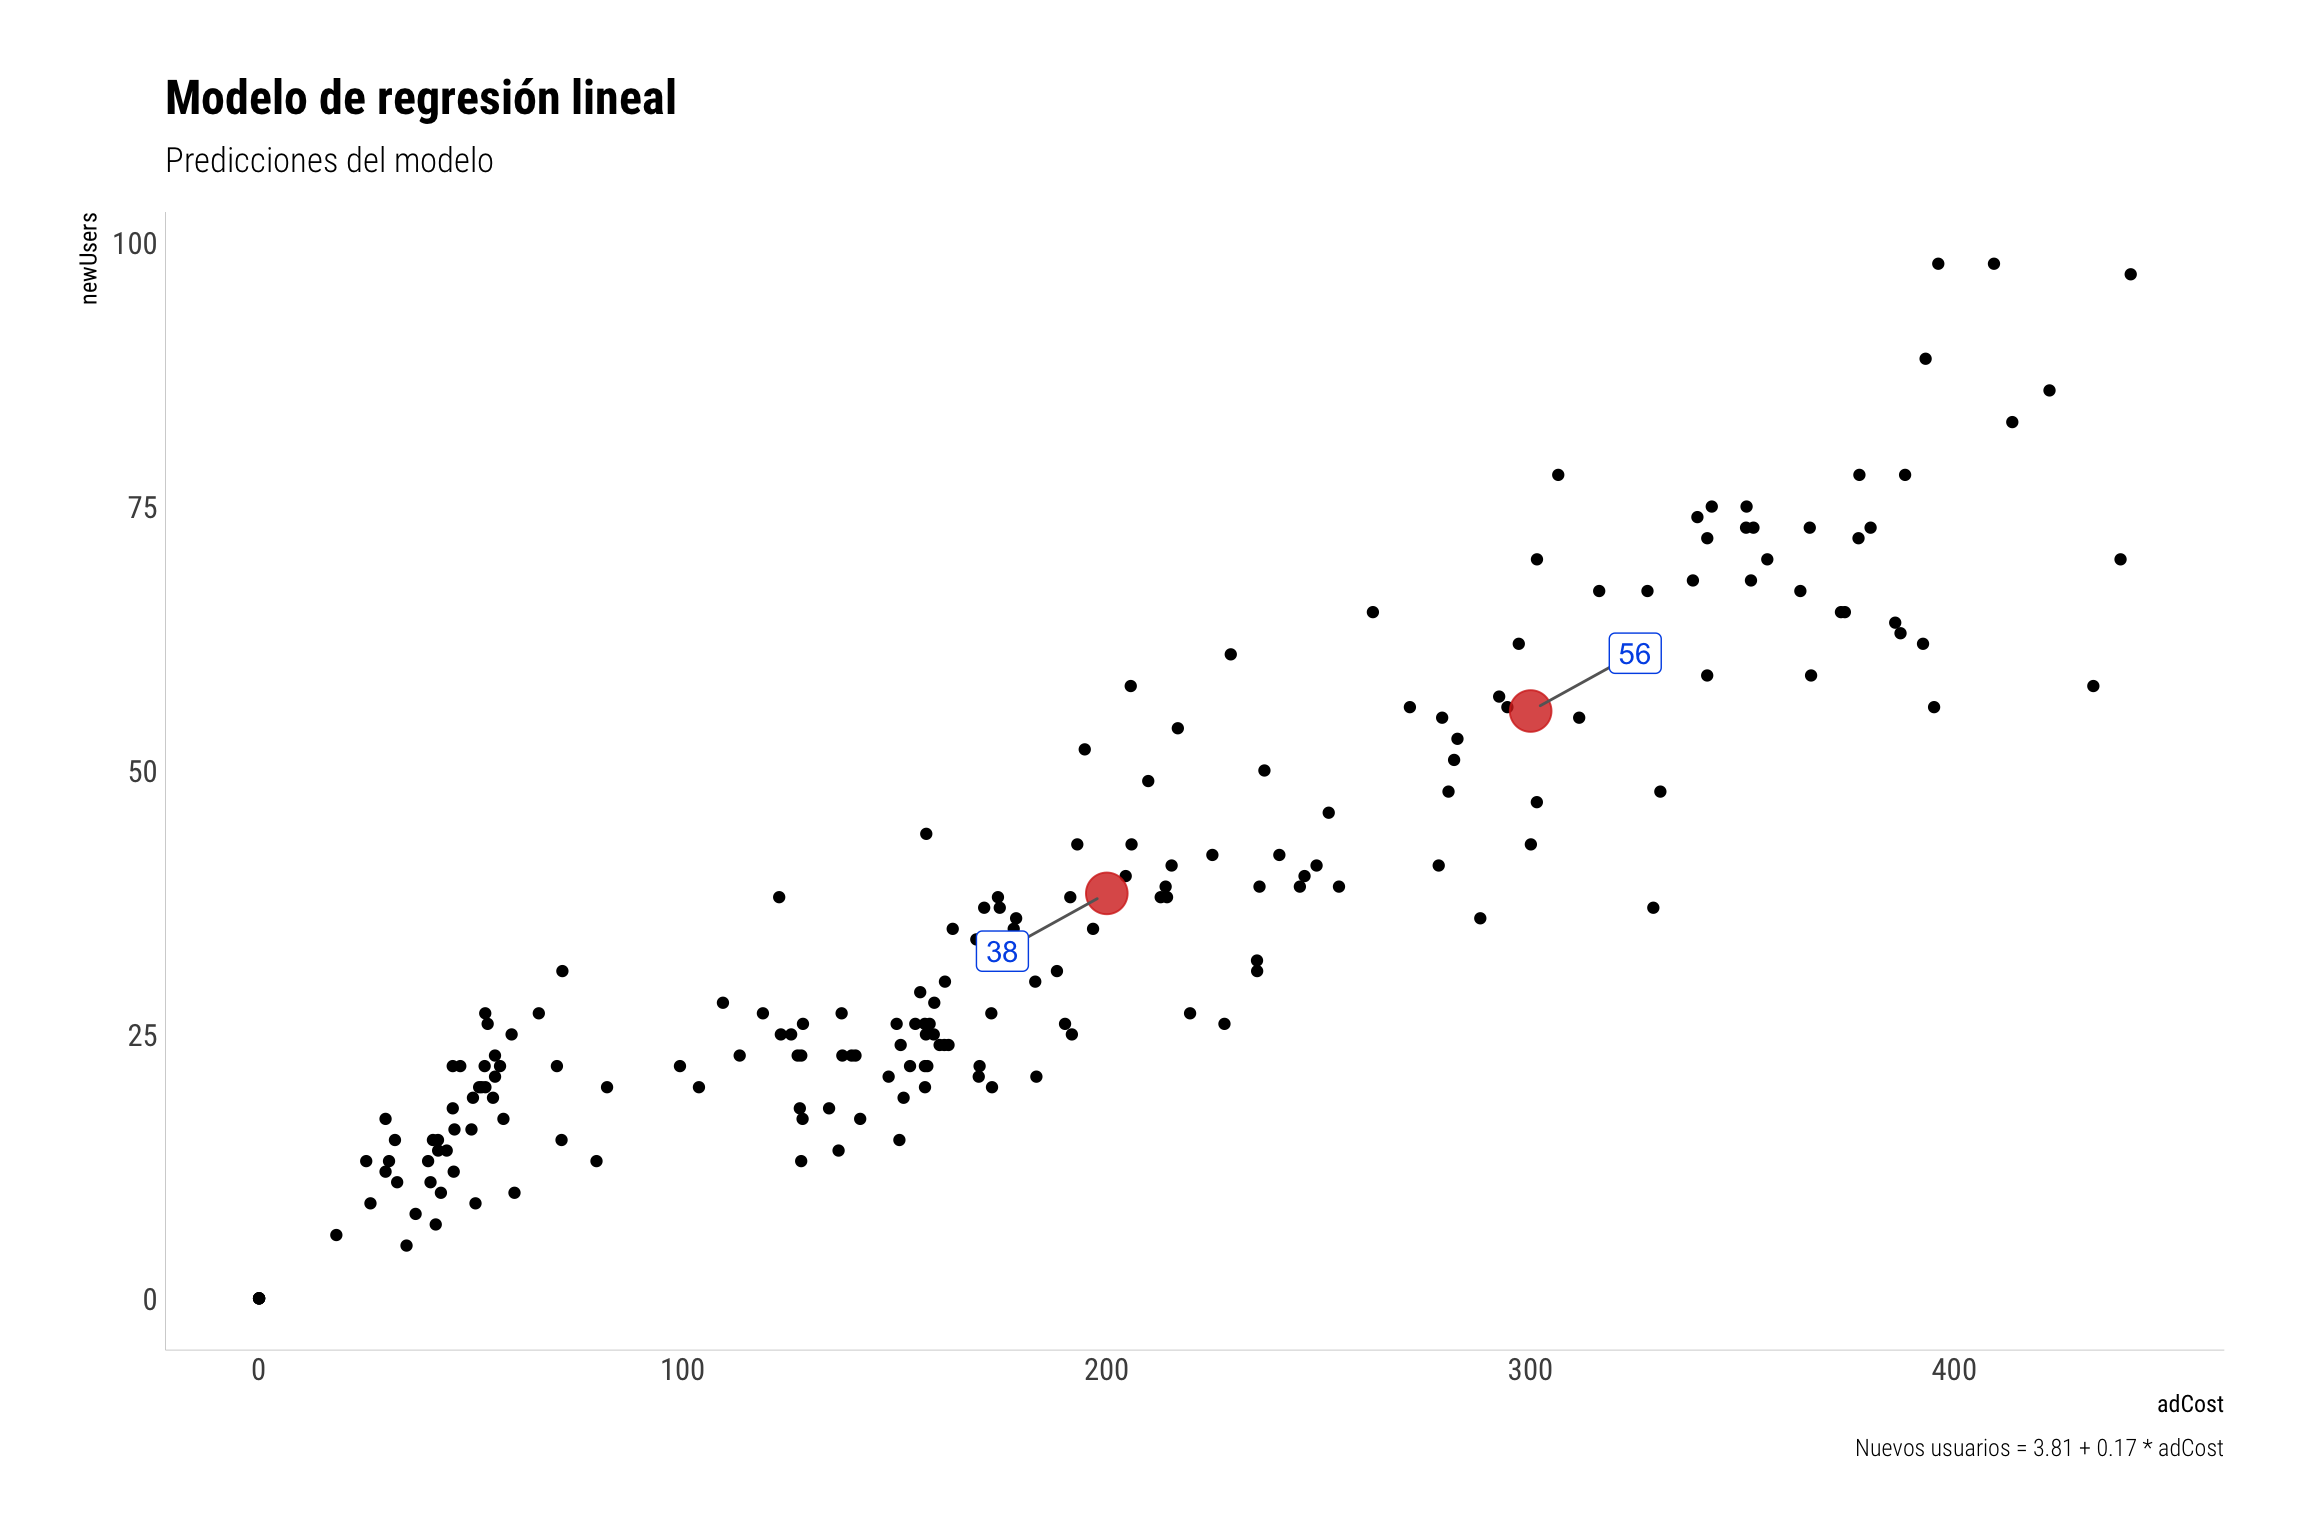 Modelo de regresión lineal
Predicciones del modelo
newUsers
100
75
50
25
0
56
38
0 100 200 300 400
adCost
Nuevos usuarios = 3.81 + 0.17 * adCost